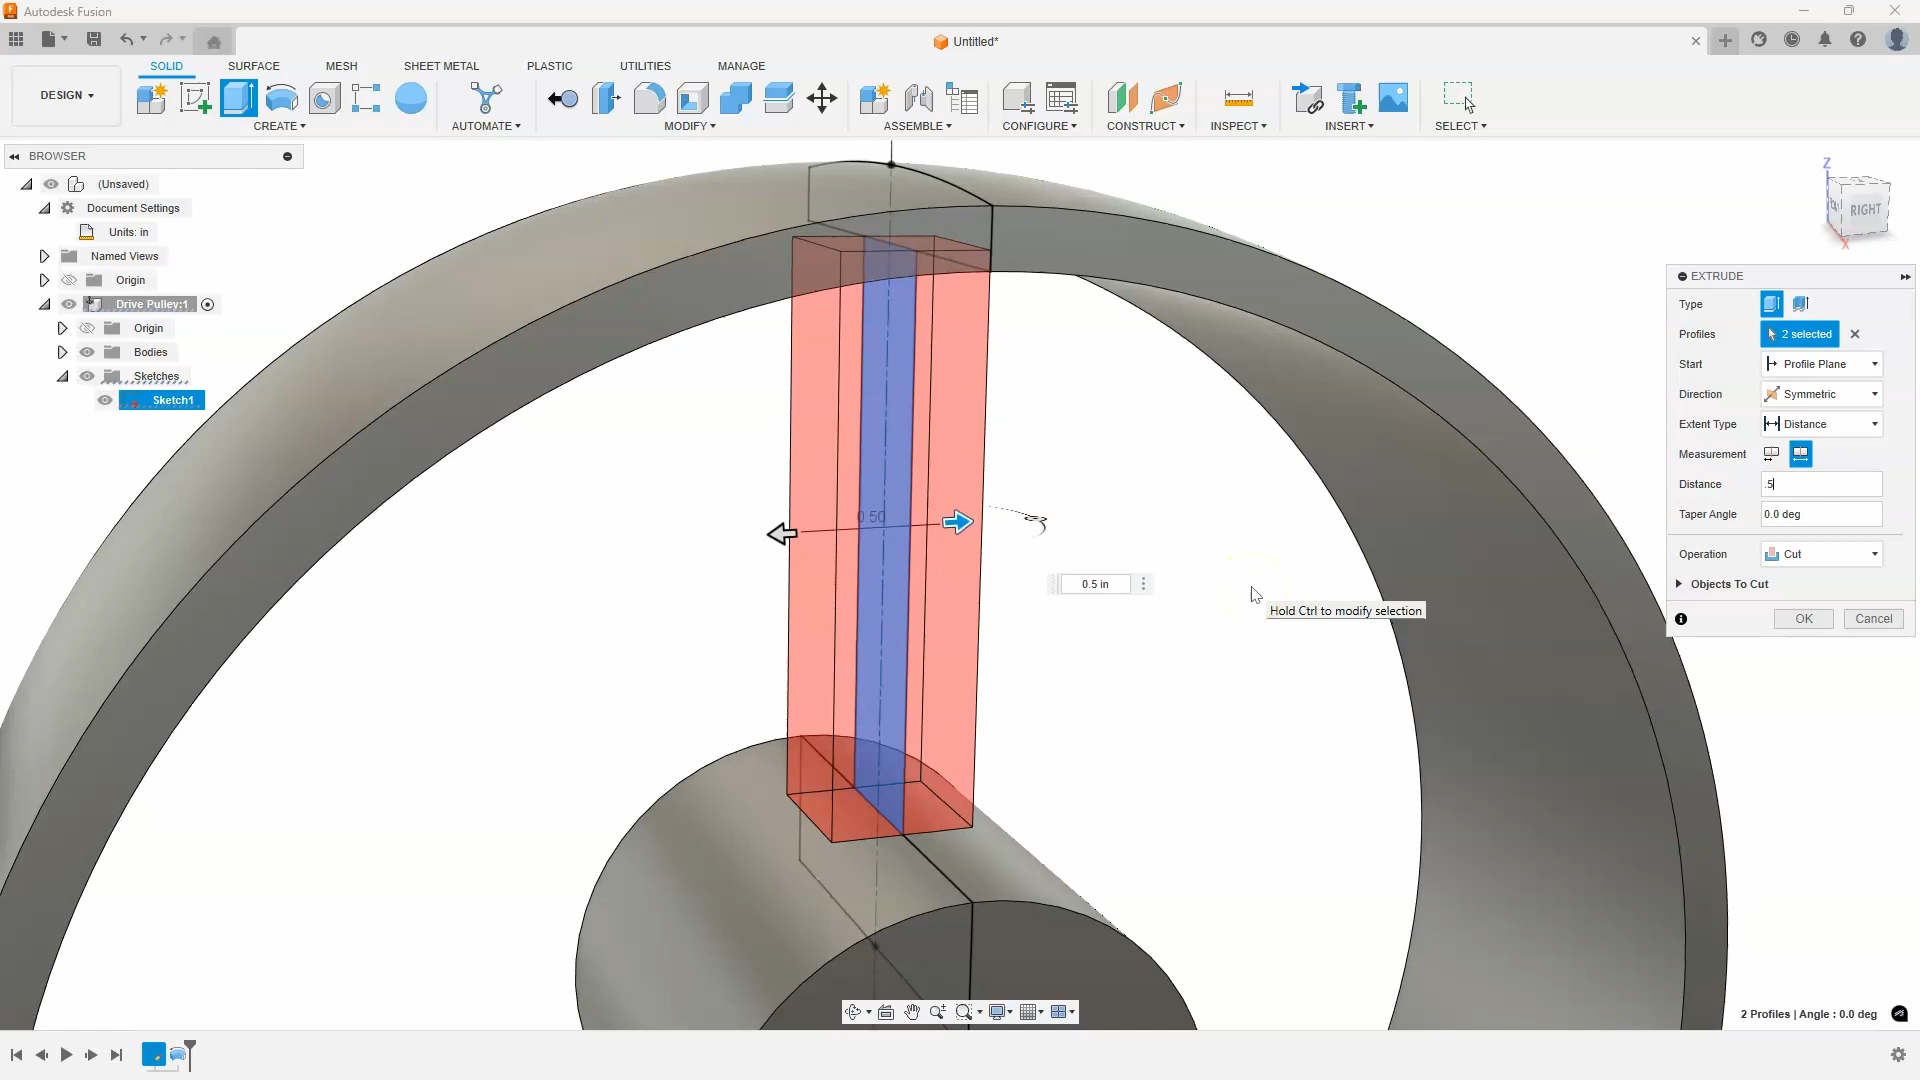 Autodesk Fusion
Untitled*
DESIGN
SOLID SURFACE MESH SHEET METAL PLASTIC UTILITIES MANAGE
CREATE AUTOMATE MODIFY ASSEMBLE CONFIGURE CONSTRUCT INSPECT INSERT SELECT
BROWSER
(Unsaved)
Document Settings
Units: in
Named Views
Origin
Drive Pulley:1
Origin
Bodies
Sketches
Sketch1
Z
RIGHT
X
0.50
0.5 in
Hold Ctrl to modify selection
EXTRUDE
Type
Profiles 2 selected
Start Profile Plane
Direction Symmetric
Extent Type Distance
Measurement
Distance .5
Taper Angle 0.0 deg
Operation Cut
Objects To Cut
OK Cancel
2 Profiles | Angle : 0.0 deg